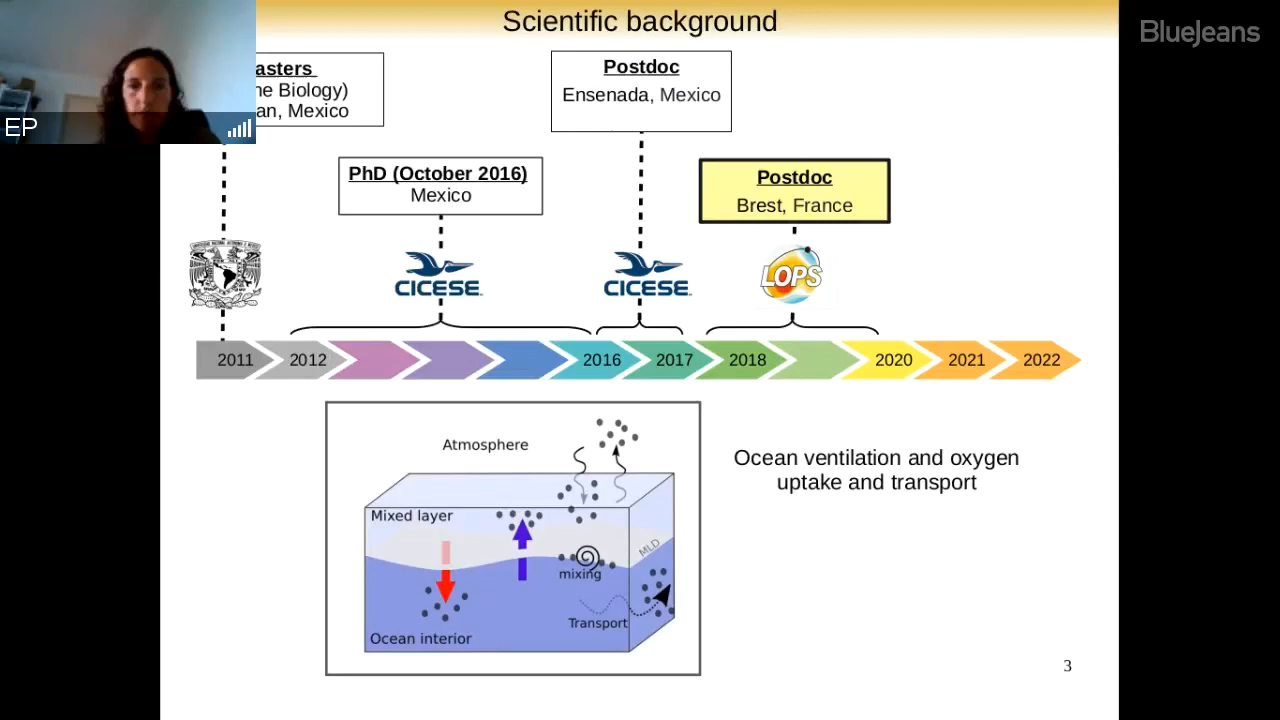 Scientific background
BlueJeans
EP
asters
ne Biology)
an, Mexico
Postdoc
Ensenada, Mexico
PhD (October 2016)
Mexico
Postdoc
Brest, France
CICESE
CICESE
LOPS
2011
2012
2016
2017
2018
2020
2021
2022
Atmosphere
Mixed layer
MLD
mixing
Transport
Ocean interior
Ocean ventilation and oxygen
uptake and transport
3